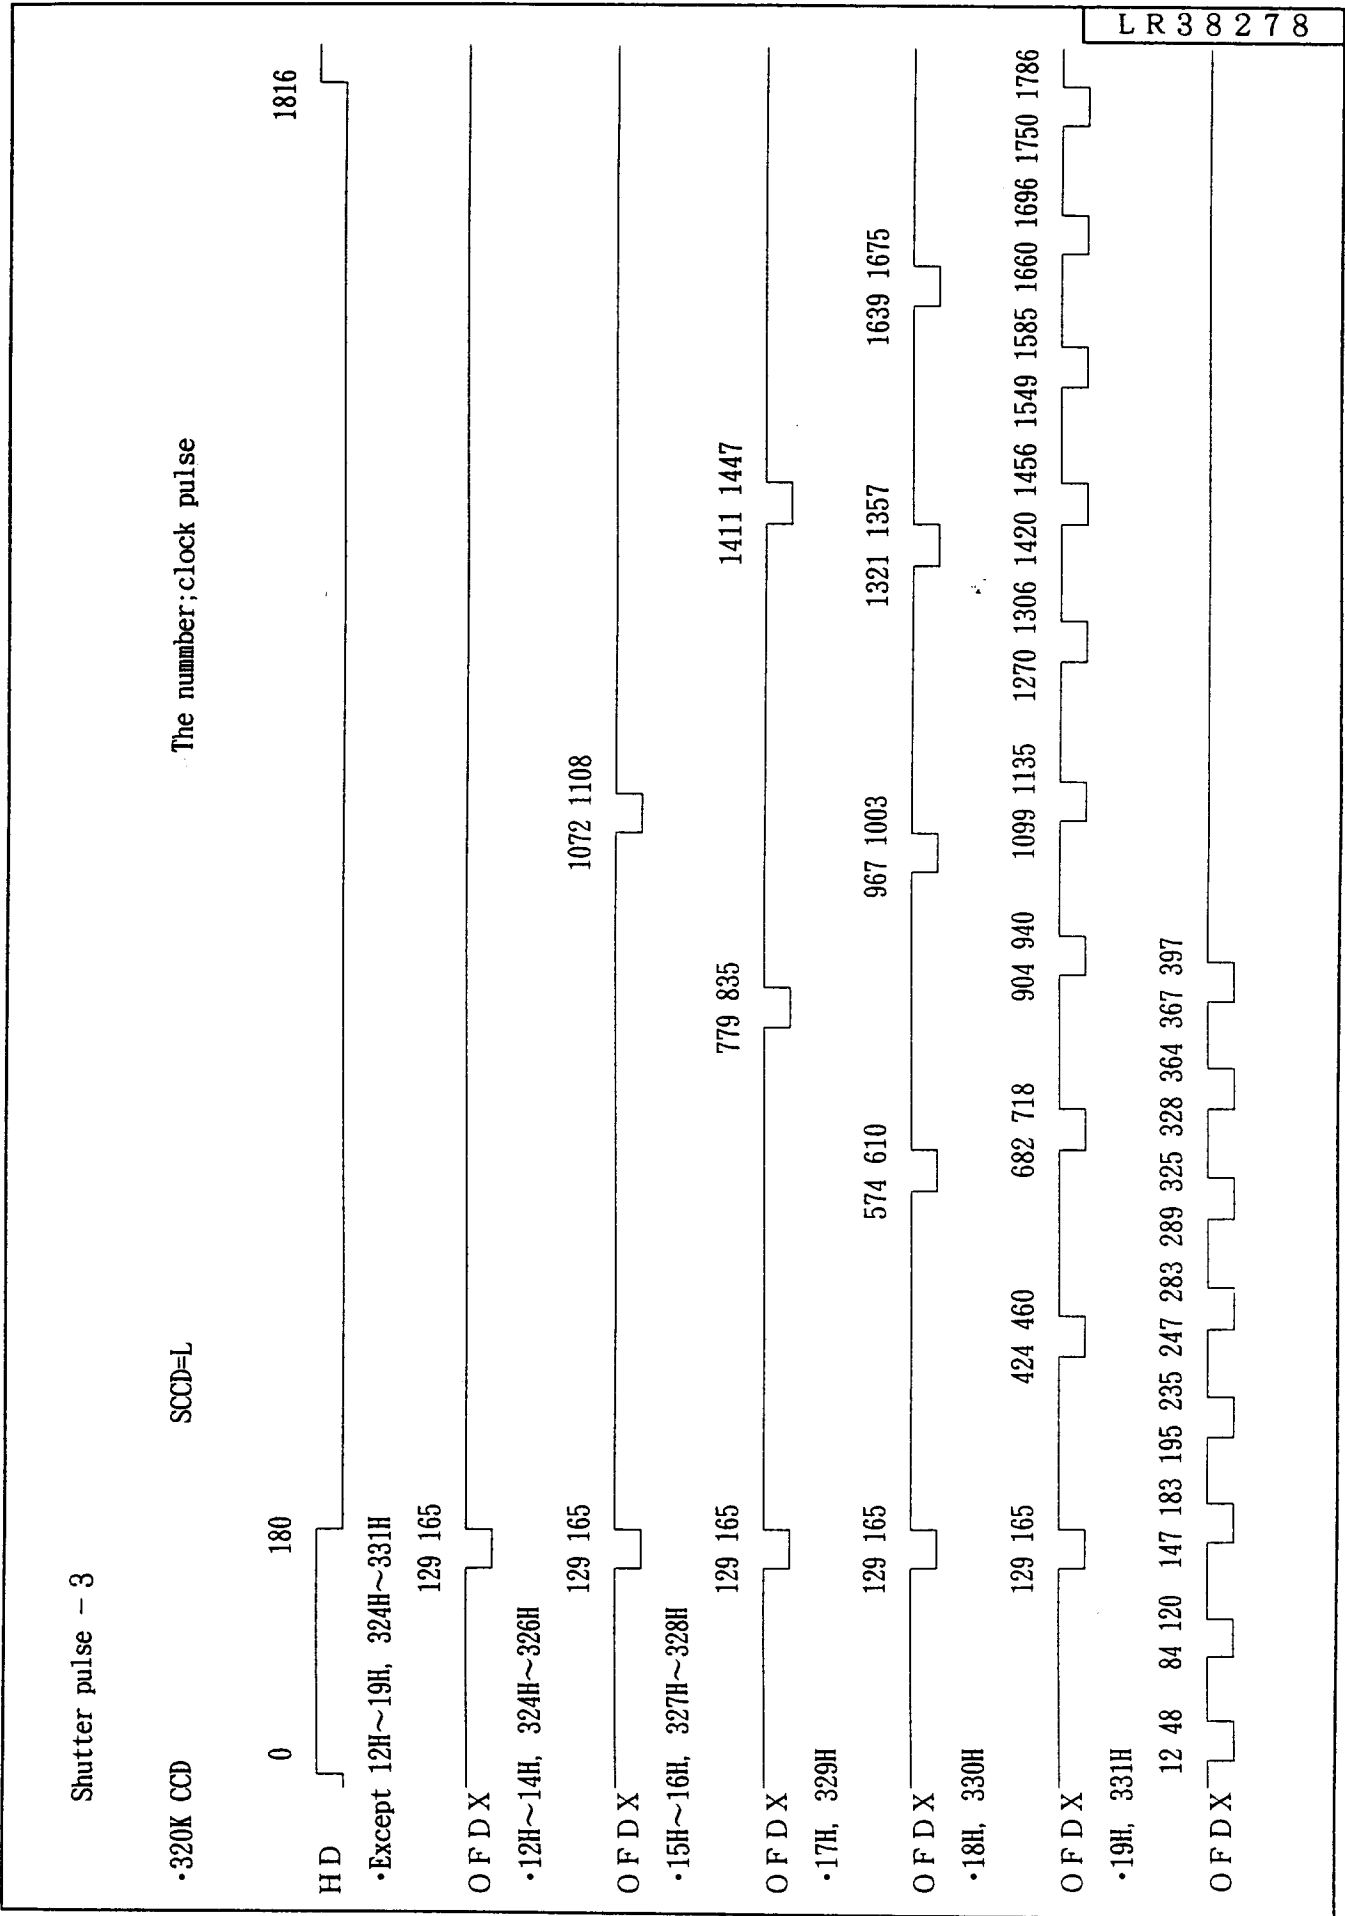 LR38278
Shutter pulse - 3
・320K CCD SCCD=L The nummber;clock pulse
0 180 1816
HD
・Except 12H~19H, 324H~331H
129 165
OFDX
・12H~14H, 324H~326H
129 165 1072 1108
OFDX
・15H~16H, 327H~328H
129 165 779 835 1411 1447
OFDX
・17H, 329H
129 165 574 610 967 1003 1321 1357 1639 1675
OFDX
・18H, 330H
129 165 424 460 682 718 904 940 1099 1135 1270 1306 1420 1456 1549 1585 1660 1696 1750 1786
OFDX
・19H, 331H
12 48 84 120 147 183 195 235 247 283 289 325 328 364 367 397
OFDX